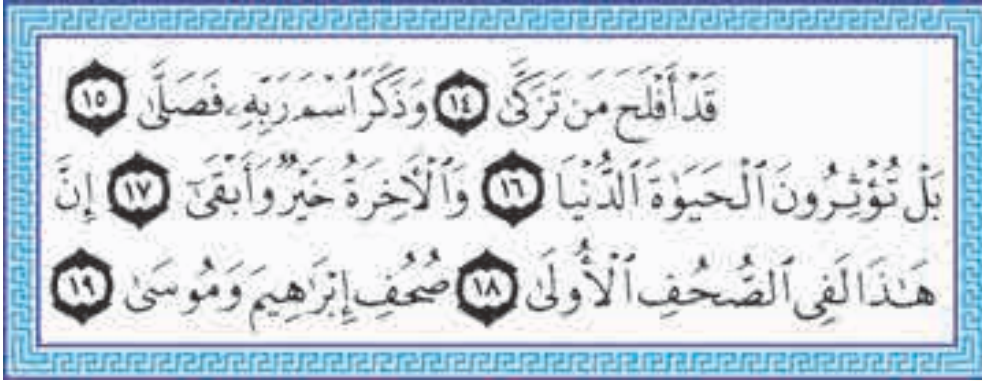 قَدْ أَفْلَحَ مَن تَزَكَّىٰ ١٤ وَذَكَرَ ٱسْمَ رَبِّهِۦ فَصَلَّىٰ ١٥
بَلْ تُؤْثِرُونَ ٱلْحَيَوٰةَ ٱلدُّنْيَا ١٦ وَٱلْأَخِرَةُ خَيْرٌ وَأَبْقَىٰٓ ١٧ إِنَّ
هَٰذَا لَفِى ٱلصُّحُفِ ٱلْأُولَىٰ ١٨ صُحُفِ إِبْرَٰهِيمَ وَمُوسَىٰ ١٩